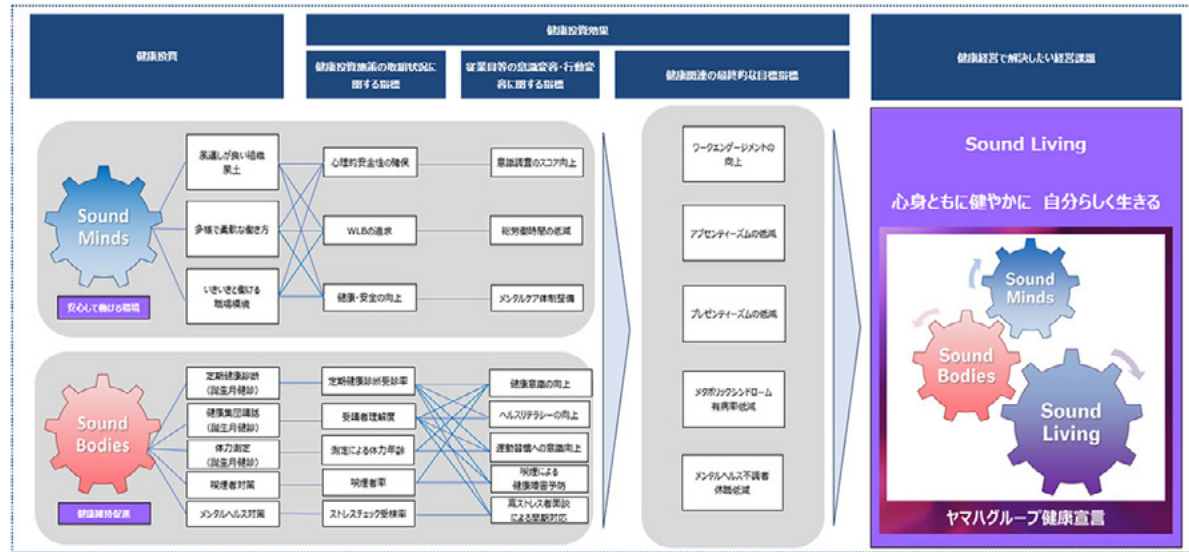 健康投資
健康投資効果
健康経営で解決したい経営課題
健康投資施策の取組状況に
関する指標
従業員等の意識変容・行動変
容に関する指標
健康関連の最終的な目標指標
Sound
Minds
安心して働ける環境
風通しが良い組織
風土
多様で柔軟な働き方
いきいきと働ける
職場環境
心理的安全性の確保
WLBの追求
健康・安全の向上
意識調査のスコア向上
総労働時間の低減
メンタルケア体制整備
Sound
Bodies
健康維持促進
定期健康診断
(誕生月健診)
健康集団講話
(誕生月健診)
体力測定
(誕生月健診)
喫煙者対策
メンタルヘルス対策
定期健康診断受診率
受講者理解度
測定による体力年齢
喫煙者率
ストレスチェック受検率
健康意識の向上
ヘルスリテラシーの向上
運動習慣への意識向上
喫煙による
健康障害予防
高ストレス者面談
による早期対応
ワークエンゲージメントの
向上
アブセンティーズムの低減
プレゼンティーズムの低減
メタボリックシンドローム
有病率低減
メンタルヘルス不調者
休職低減
Sound Living
心身ともに健やかに 自分らしく生きる
Sound
Minds
Sound
Bodies
Sound
Living
ヤマハグループ健康宣言